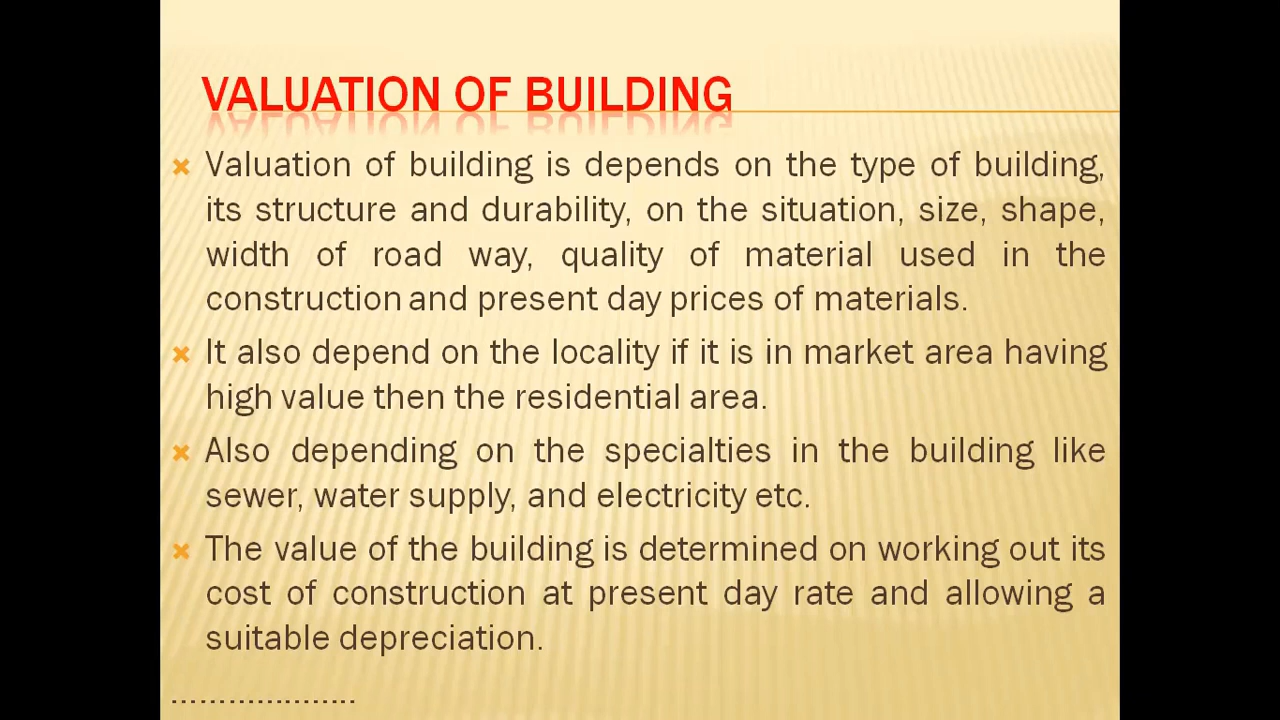 VALUATION OF BUILDING
Valuation of building is depends on the type of building,
its structure and durability, on the situation, size, shape,
width of road way, quality of material used in the
construction and present day prices of materials.
It also depend on the locality if it is in market area having
high value then the residential area.
Also depending on the specialties in the building like
sewer, water supply, and electricity etc.
The value of the building is determined on working out its
cost of construction at present day rate and allowing a
suitable depreciation.
....................